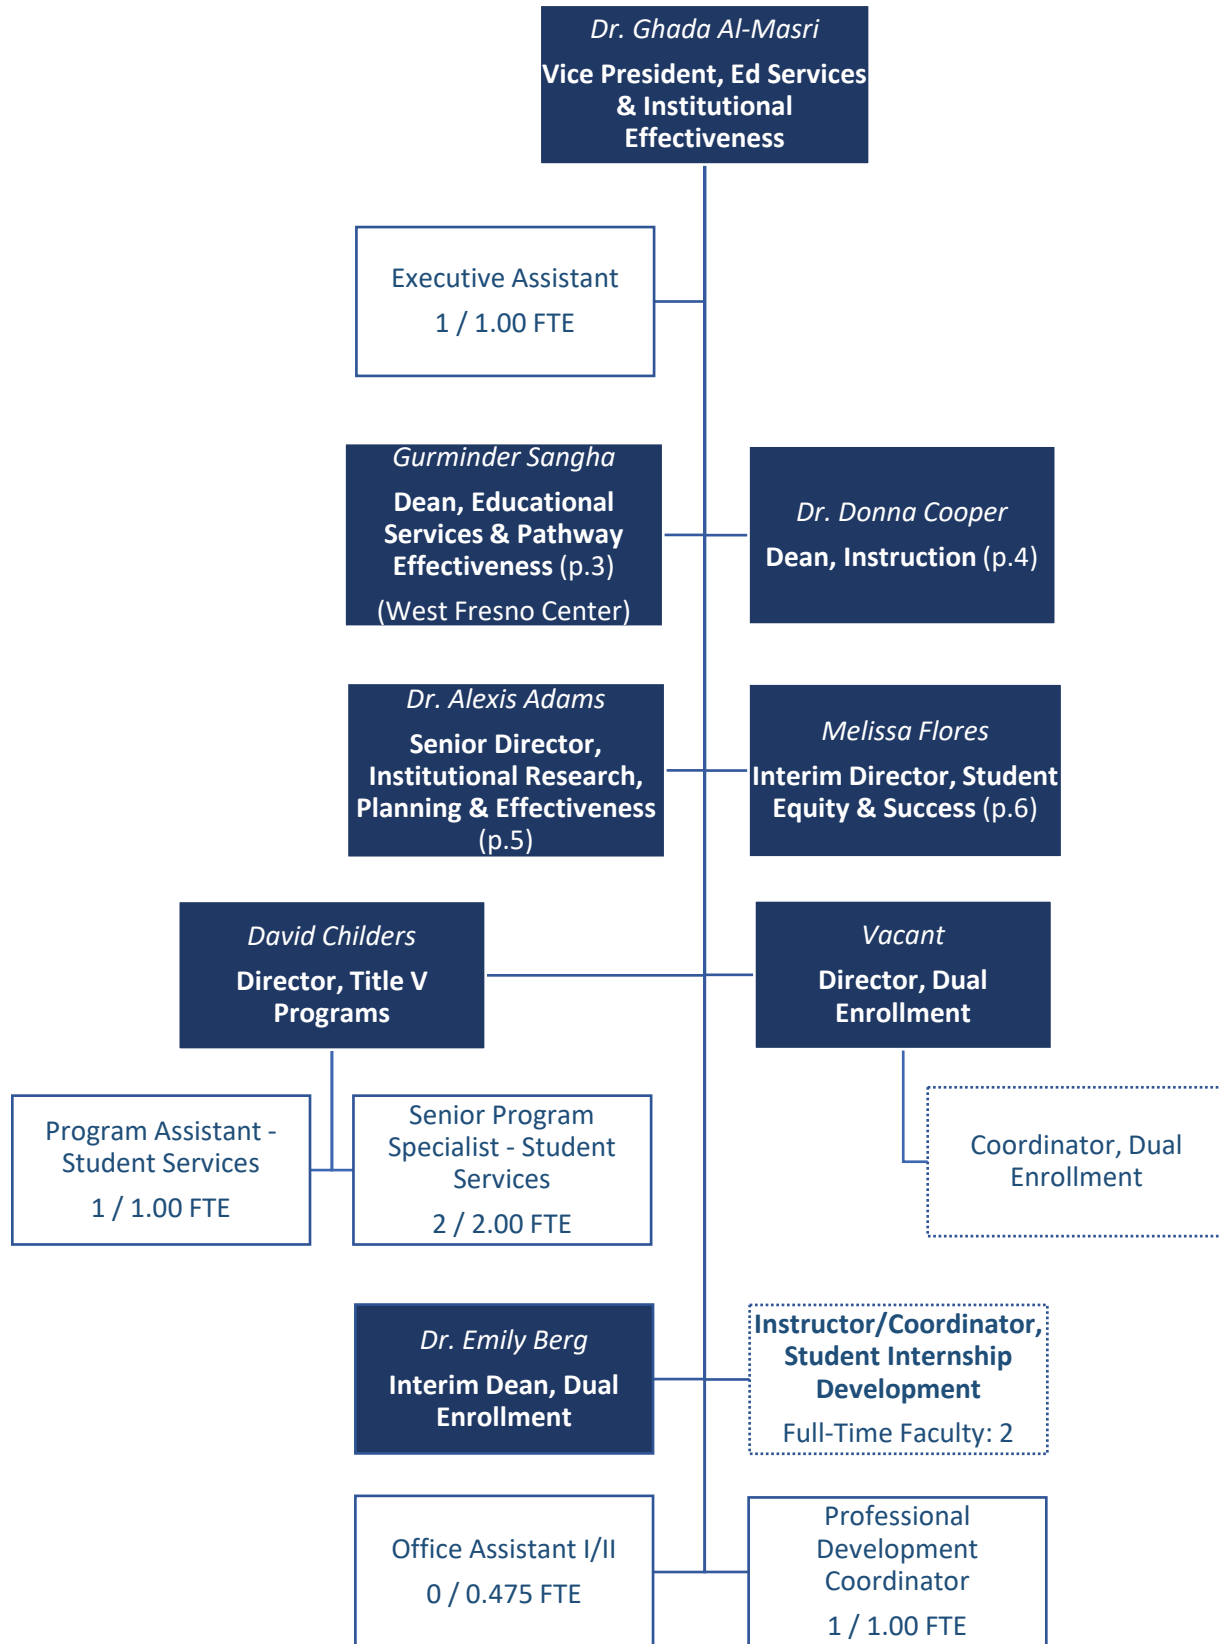 Dr. Ghada Al-Masri
Vice President, Ed Services
& Institutional
Effectiveness
Executive Assistant
1 / 1.00 FTE
Gurminder Sangha
Dean, Educational
Services & Pathway
Effectiveness (p.3)
(West Fresno Center)
Dr. Donna Cooper
Dean, Instruction (p.4)
Dr. Alexis Adams
Senior Director,
Institutional Research,
Planning & Effectiveness
(p.5)
Melissa Flores
Interim Director, Student
Equity & Success (p.6)
David Childers
Director, Title V
Programs
Vacant
Director, Dual
Enrollment
Program Assistant -
Student Services
1 / 1.00 FTE
Senior Program
Specialist - Student
Services
2 / 2.00 FTE
Coordinator, Dual
Enrollment
Dr. Emily Berg
Interim Dean, Dual
Enrollment
Instructor/Coordinator,
Student Internship
Development
Full-Time Faculty: 2
Office Assistant I/II
0 / 0.475 FTE
Professional
Development
Coordinator
1 / 1.00 FTE